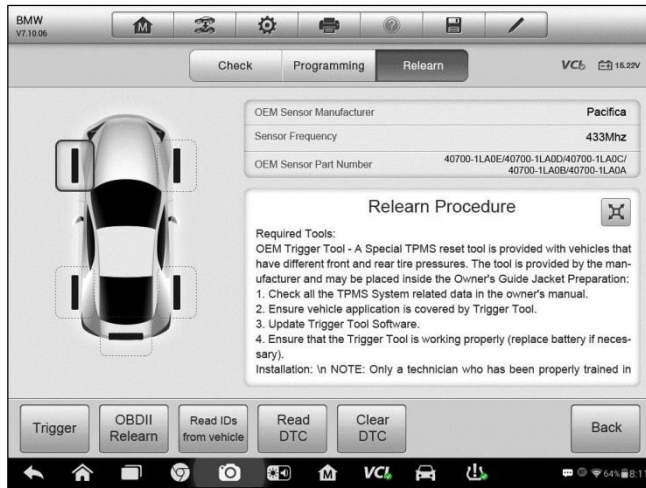 BMW
V7.10.06
M
Check
Programming
Relearn
VCI
15.22V
OEM Sensor Manufacturer
Pacifica
Sensor Frequency
433Mhz
OEM Sensor Part Number
40700-1LA0E/40700-1LA0D/40700-1LA0C/
40700-1LA0B/40700-1LA0A
Relearn Procedure
Required Tools:
OEM Trigger Tool - A Special TPMS reset tool is provided with vehicles that
have different front and rear tire pressures. The tool is provided by the man-
ufacturer and may be placed inside the Owner's Guide Jacket Preparation:
1. Check all the TPMS System related data in the owner's manual.
2. Ensure vehicle application is covered by Trigger Tool.
3. Update Trigger Tool Software.
4. Ensure that the Trigger Tool is working properly (replace battery if neces-
sary).
Installation: \n NOTE: Only a technician who has been properly trained in
Trigger
OBDII
Relearn
Read IDs
from vehicle
Read
DTC
Clear
DTC
Back
M
VCI
64%
8:11